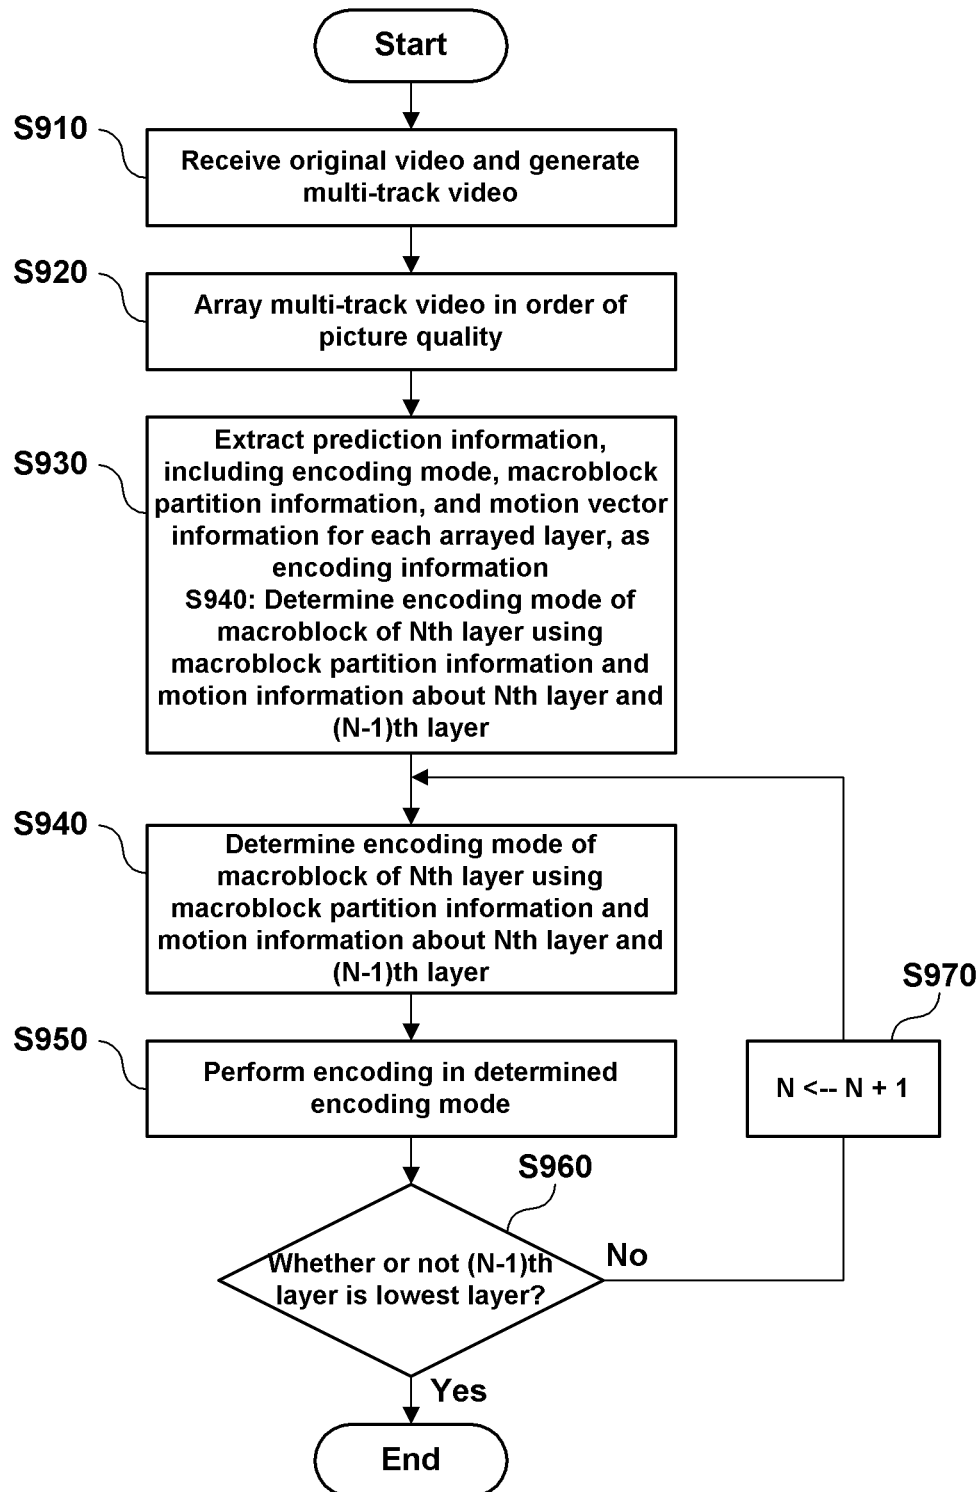 Start
S910
Receive original video and generate
multi-track video
S920
Array multi-track video in order of
picture quality
S930
Extract prediction information,
including encoding mode, macroblock
partition information, and motion vector
information for each arrayed layer, as
encoding information
S940: Determine encoding mode of
macroblock of Nth layer using
macroblock partition information and
motion information about Nth layer and
(N-1)th layer
S940
Determine encoding mode of
macroblock of Nth layer using
macroblock partition information and
motion information about Nth layer and
(N-1)th layer
S970
N <-- N + 1
S950
Perform encoding in determined
encoding mode
S960
Whether or not (N-1)th
layer is lowest layer?
No
Yes
End